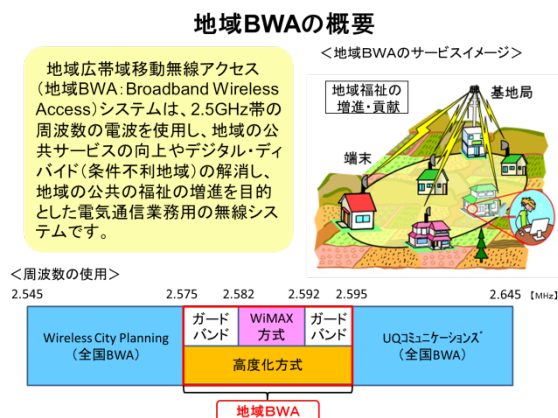 地域BWAの概要
地域広帯域移動無線アクセス
(地域BWA:Broadband Wireless
Access)システムは、2.5GHz帯の
周波数の電波を使用し、地域の公
共サービスの向上やデジタル・ディ
バイド(条件不利地域)の解消し、
地域の公共の福祉の増進を目的
とした電気通信業務用の無線シス
テムです。
<地域BWAのサービスイメージ>
地域福祉の
増進・貢献
基地局
端末
<周波数の使用>
2.545 2.575 2.582 2.592 2.595 2.645 【MHz】
Wireless City Planning
(全国BWA)
ガード
バンド
WiMAX
方式
ガード
バンド
高度化方式
UQコミュニケーションズ
(全国BWA)
地域BWA